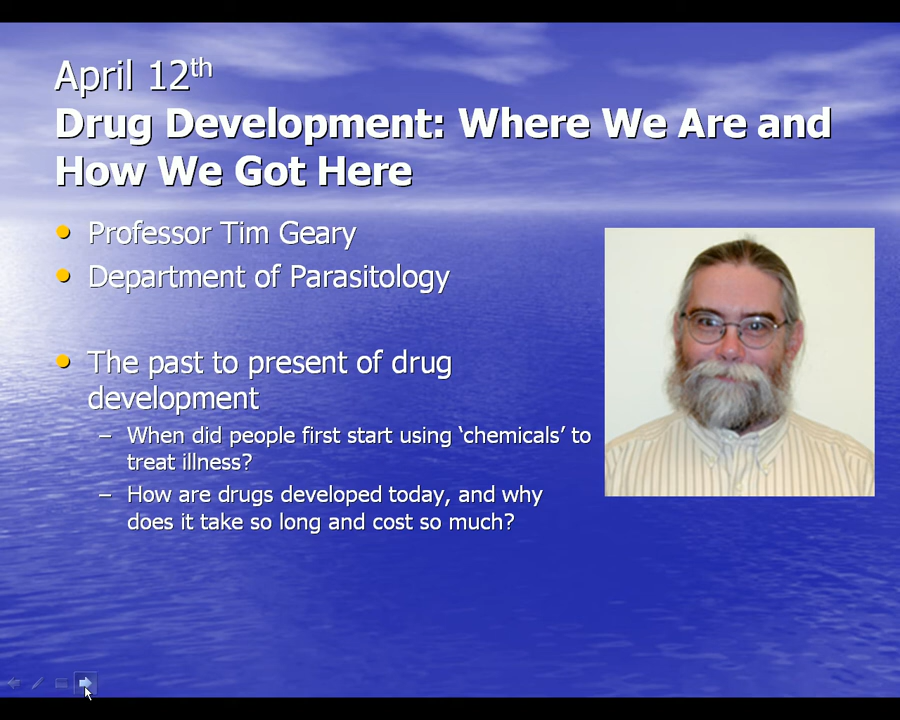 April 12th
Drug Development: Where We Are and
How We Got Here
• Professor Tim Geary
• Department of Parasitology
• The past to present of drug
development
– When did people first start using ‘chemicals’ to
treat illness?
– How are drugs developed today, and why
does it take so long and cost so much?